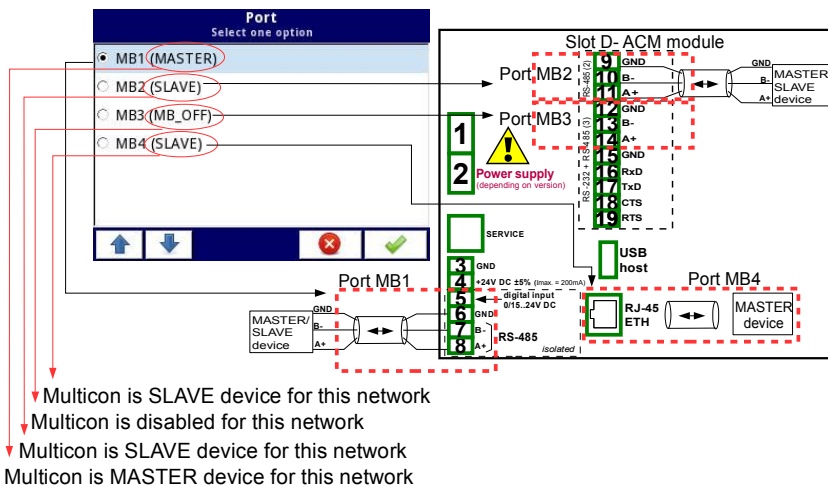 Port
Select one option
MB1 (MASTER)
MB2 (SLAVE)
MB3 (MB_OFF)
MB4 (SLAVE)
Slot D- ACM module
Port MB2
RS-485 (2)
9 GND
10 B-
11 A+
GND
B-
A+
MASTER
SLAVE
device
Port MB3
RS-232 + RS-485 (3)
12 GND
13 B-
14 A+
15 GND
16 RxD
17 TxD
18 CTS
19 RTS
1
2
!
Power supply
(depending on version)
SERVICE
USB
host
3 GND
4 +24V DC ±5% (Imax. = 200mA)
5 digital input
0/15..24V DC
6 GND
7 B-
8 A+
RS-485
isolated
Port MB1
MASTER/
SLAVE
device
GND
B-
A+
Port MB4
RJ-45
ETH
MASTER
device
Multicon is SLAVE device for this network
Multicon is disabled for this network
Multicon is SLAVE device for this network
Multicon is MASTER device for this network